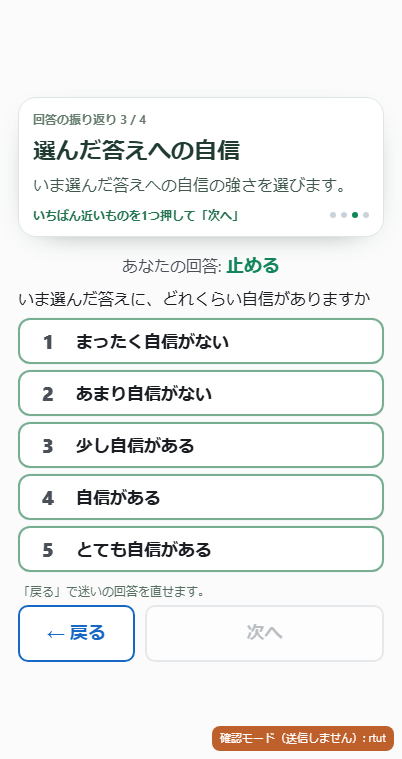 回答の振り返り 3 / 4
選んだ答えへの自信
いま選んだ答えへの自信の強さを選びます。
いちばん近いものを1つ押して「次へ」
あなたの回答: 止める
いま選んだ答えに、どれくらい自信がありますか
1 まったく自信がない
2 あまり自信がない
3 少し自信がある
4 自信がある
5 とても自信がある
「戻る」で迷いの回答を直せます。
← 戻る
次へ
確認モード（送信しません）: rtut